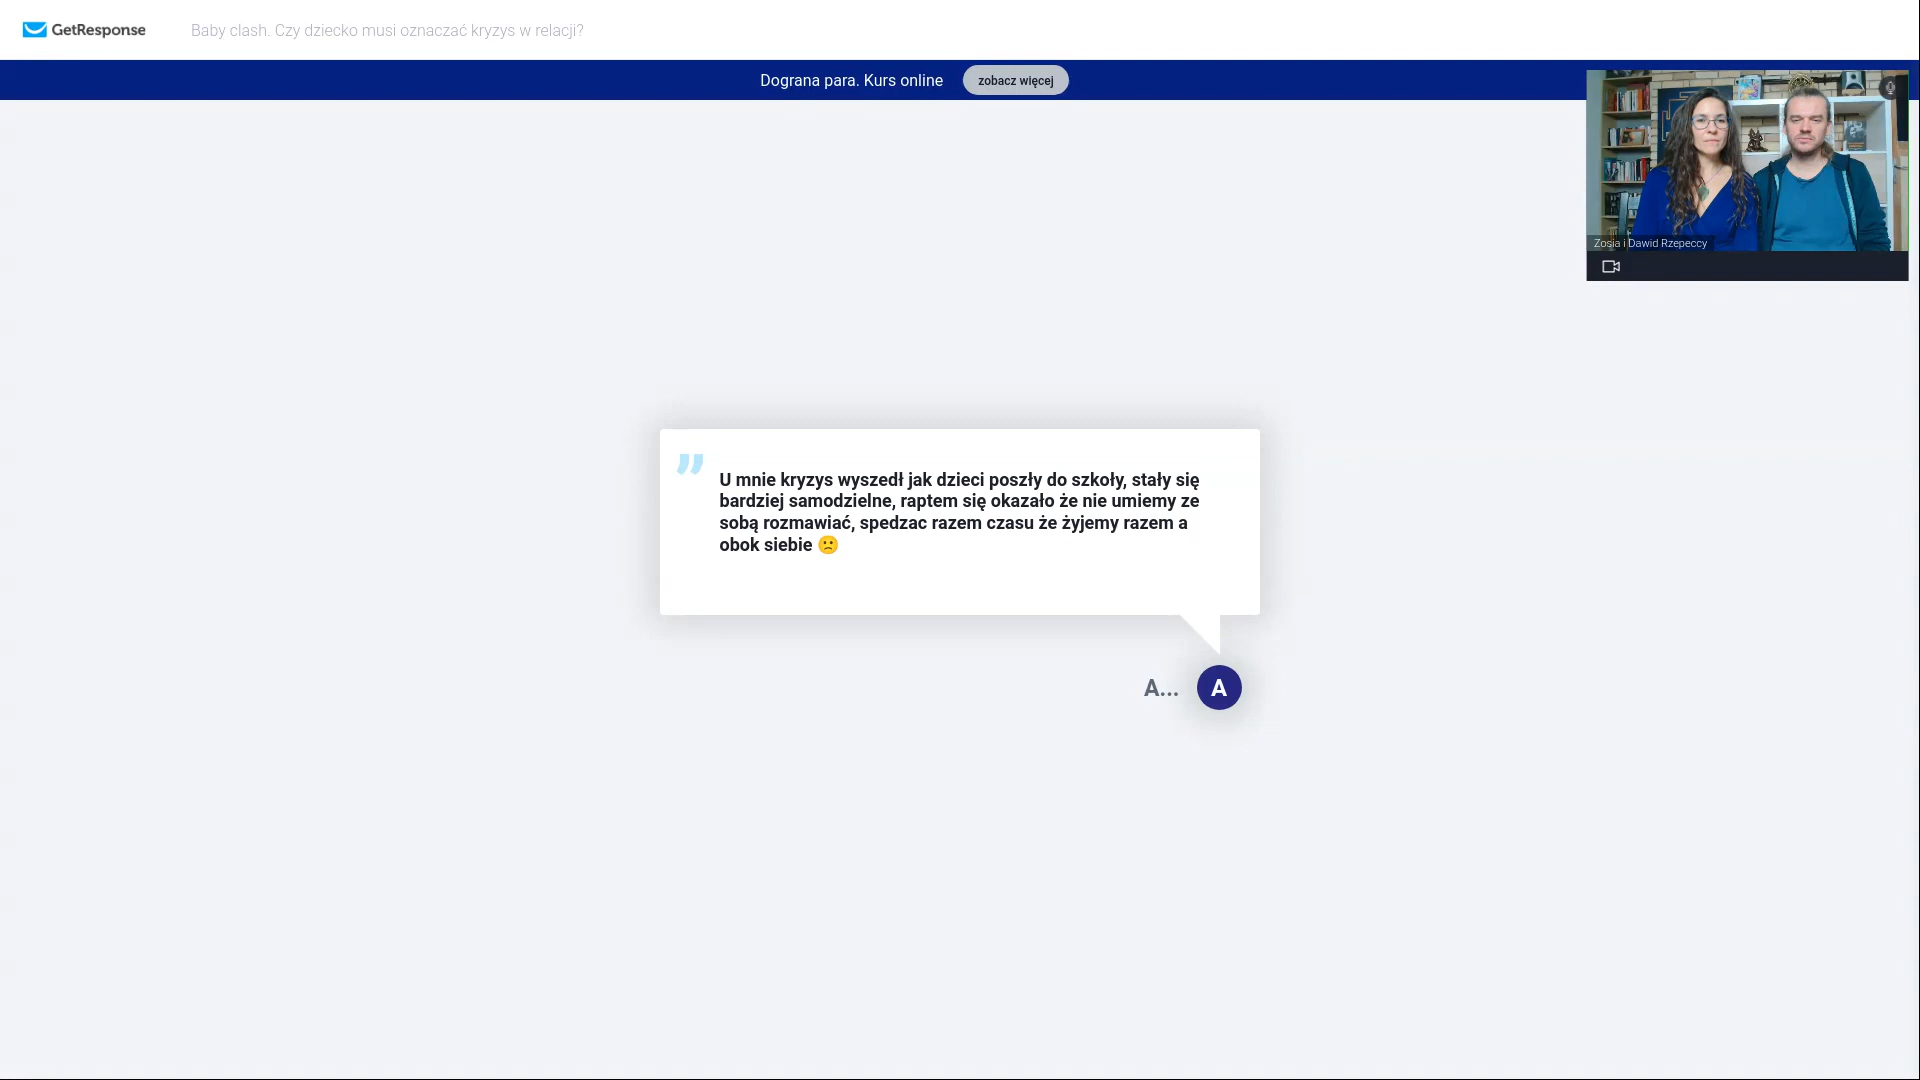 GetResponse
Baby clash. Czy dziecko musi oznaczać kryzys w relacji?
Dograna para. Kurs online
zobacz więcej
Zosia i Dawid Rzepeccy
U mnie kryzys wyszedł jak dzieci poszły do szkoły, stały się
bardziej samodzielne, raptem się okazało że nie umiemy ze
sobą rozmawiać, spedzac razem czasu że żyjemy razem a
obok siebie 🙁
A... A